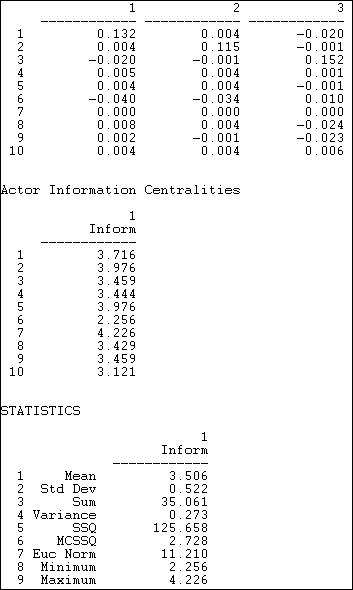 1 2 3
------------ ------------ ------------
1 0.132 0.004 -0.020
2 0.004 0.115 -0.001
3 -0.020 -0.001 0.152
4 0.005 0.004 0.001
5 0.004 0.004 -0.001
6 -0.040 -0.034 0.010
7 0.000 0.000 0.000
8 0.008 0.004 -0.024
9 0.002 -0.001 -0.023
10 0.004 0.004 0.006
Actor Information Centralities
1
Inform
------------
1 3.716
2 3.976
3 3.459
4 3.444
5 3.976
6 2.256
7 4.226
8 3.429
9 3.459
10 3.121
STATISTICS
1
Inform
------------
1 Mean 3.506
2 Std Dev 0.522
3 Sum 35.061
4 Variance 0.273
5 SSQ 125.658
6 MCSSQ 2.728
7 Euc Norm 11.210
8 Minimum 2.256
9 Maximum 4.226